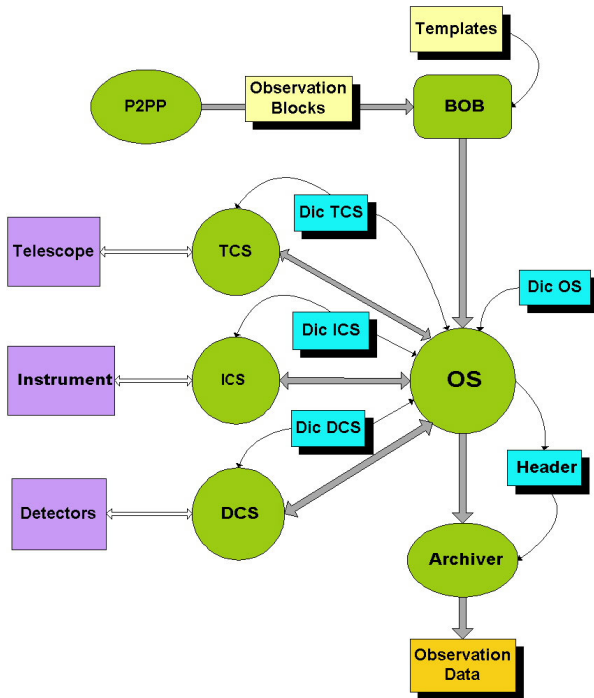 Templates
P2PP
Observation
Blocks
BOB
Dic TCS
Telescope
TCS
Dic OS
Dic ICS
Instrument
ICS
OS
Dic DCS
Header
Detectors
DCS
Archiver
Observation
Data